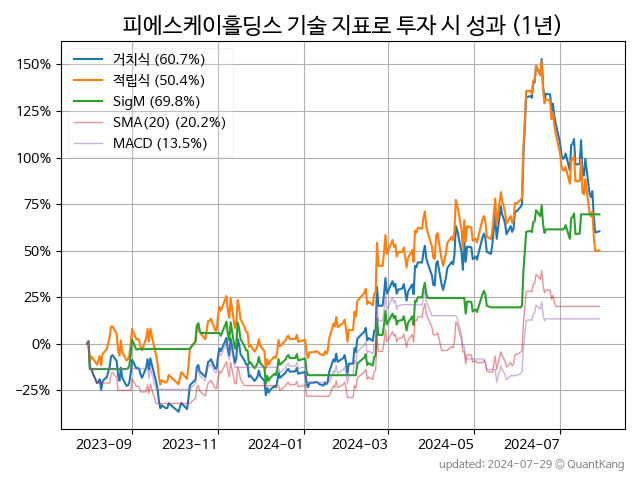 피에스케이홀딩스 기술 지표로 투자 시 성과 (1년)
거치식 (60.7%)
적립식 (50.4%)
SigM (69.8%)
SMA(20) (20.2%)
MACD (13.5%)
150%
125%
100%
75%
50%
25%
0%
−25%
2023-09
2023-11
2024-01
2024-03
2024-05
2024-07
updated: 2024-07-29 © QuantKang